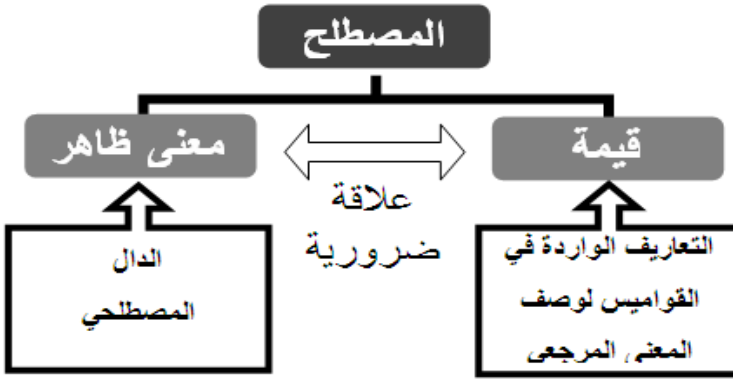 المصطلح
قيمة
معنى ظاهر
علاقة
ضرورية
التعاريف الواردة في
القواميس لوصف
المعنى المرجعي
الدال
المصطلحي